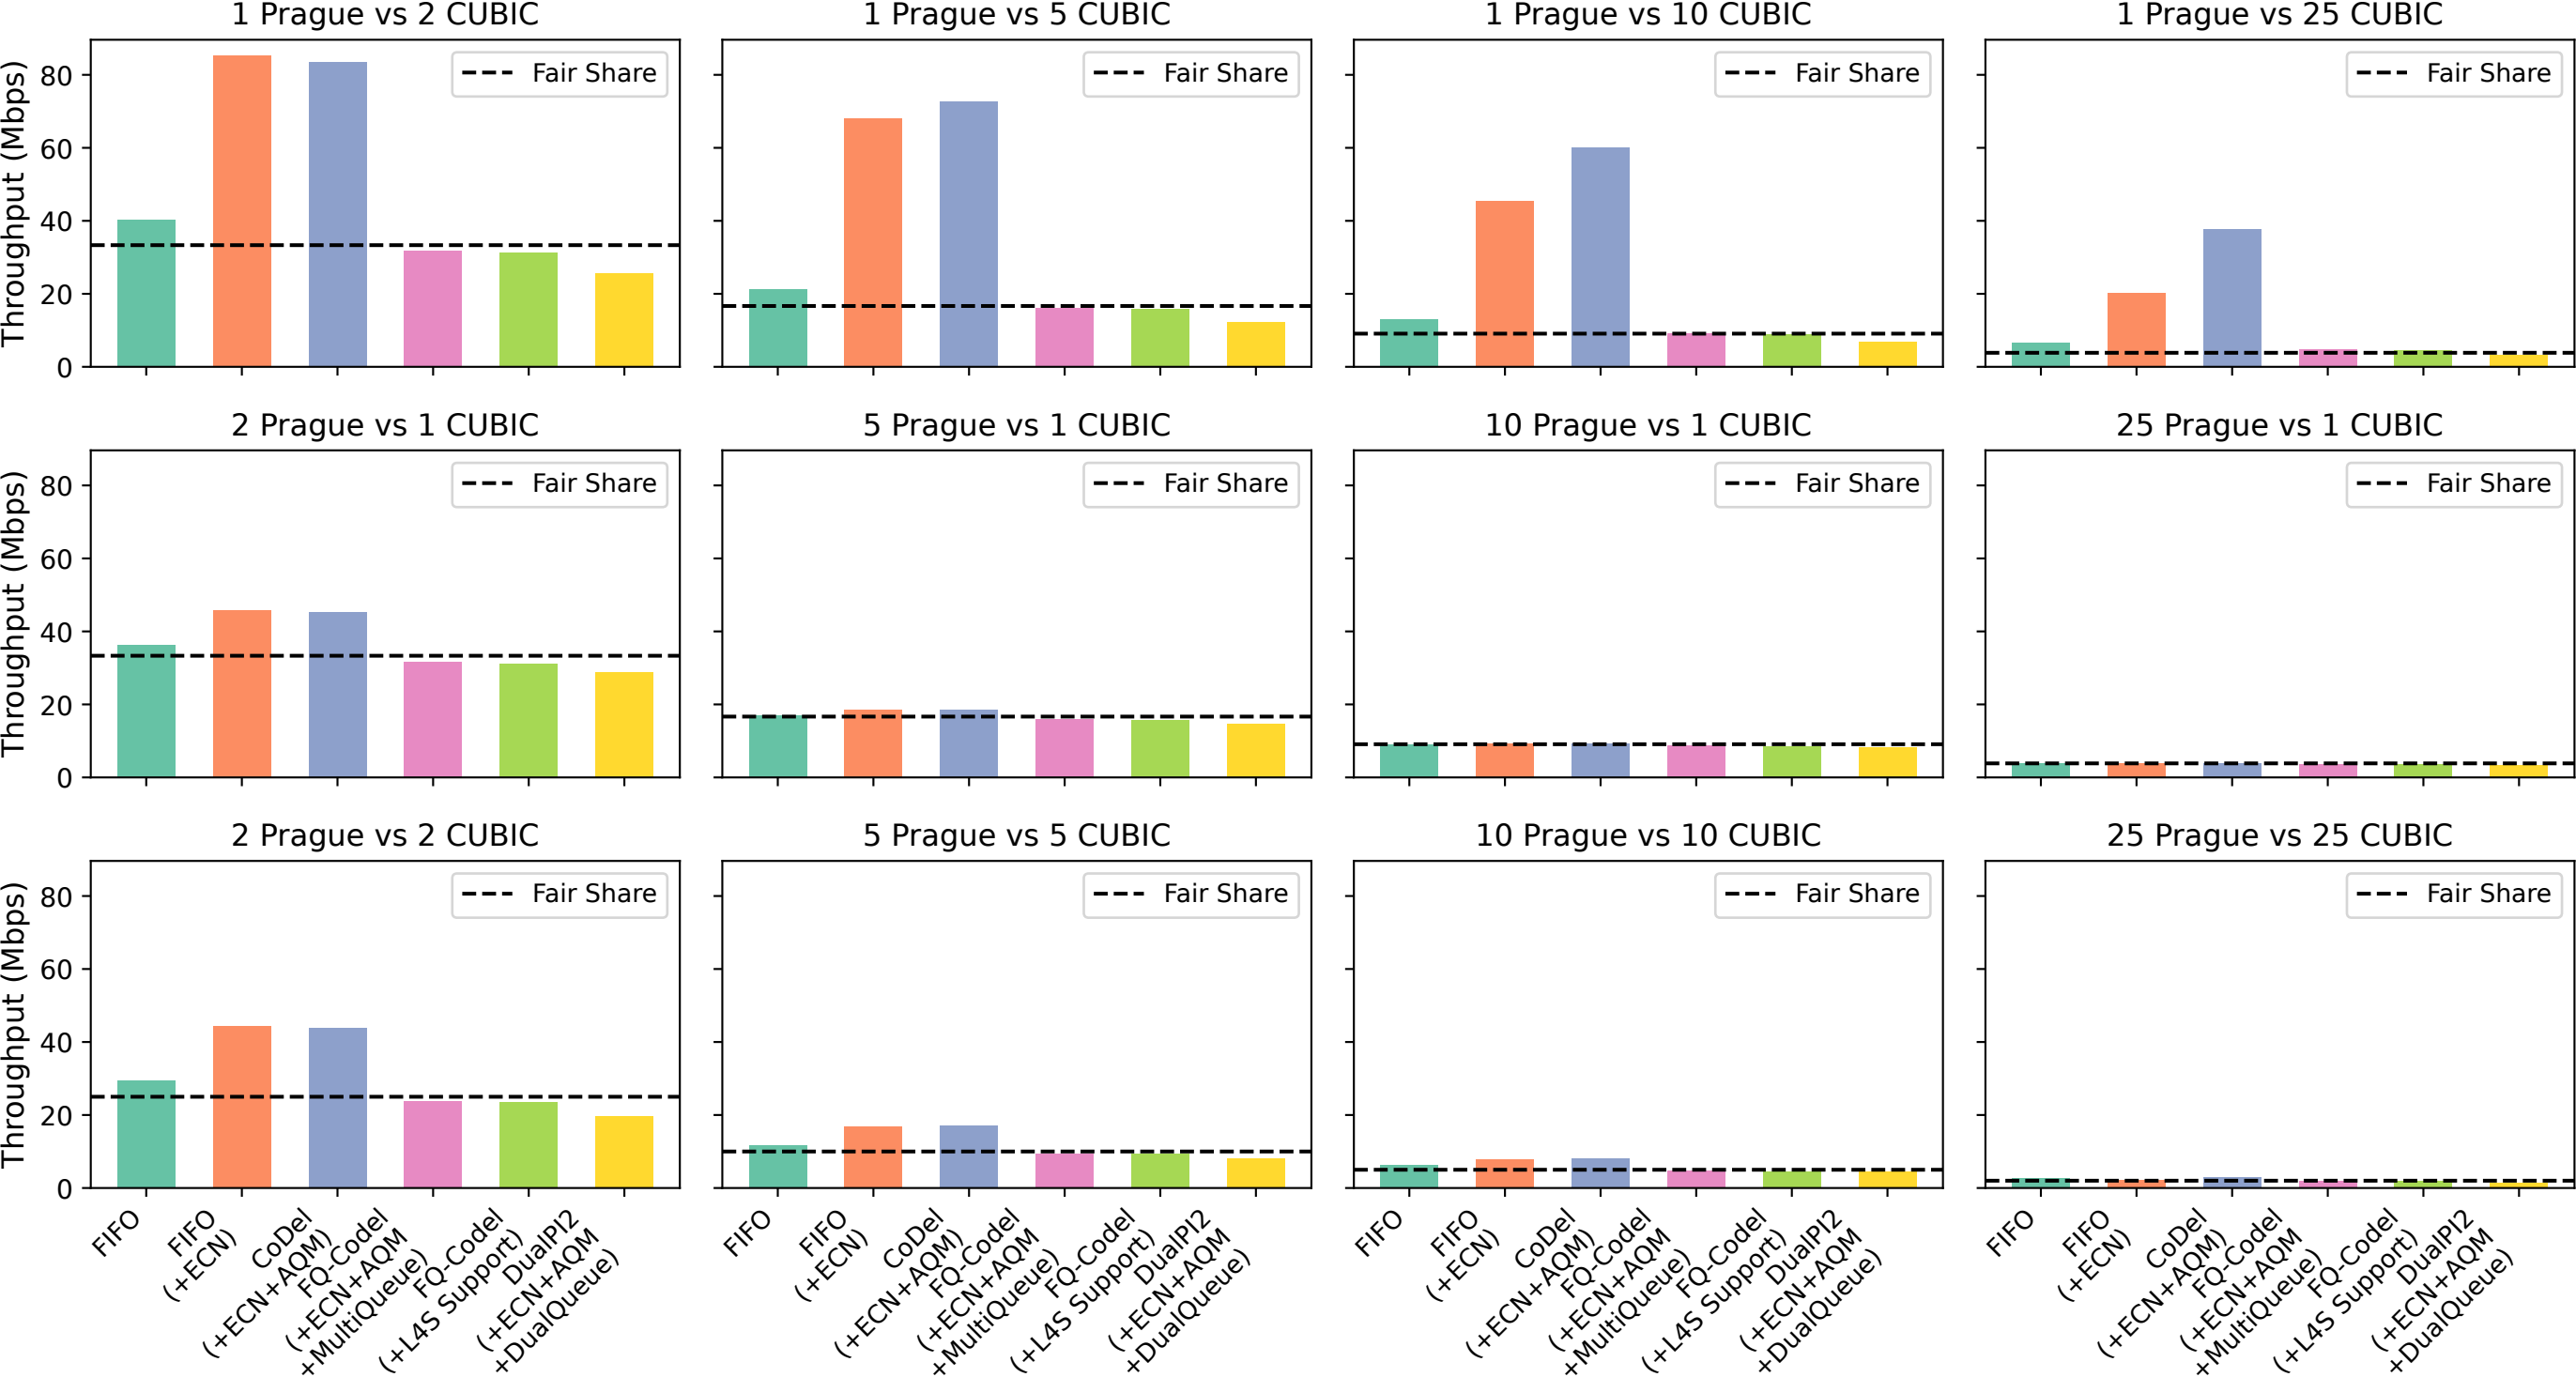 1 Prague vs 2 CUBIC
1 Prague vs 5 CUBIC
1 Prague vs 10 CUBIC
1 Prague vs 25 CUBIC
Throughput (Mbps)
80
60
40
20
0
Fair Share
Fair Share
Fair Share
Fair Share
2 Prague vs 1 CUBIC
5 Prague vs 1 CUBIC
10 Prague vs 1 CUBIC
25 Prague vs 1 CUBIC
Throughput (Mbps)
80
60
40
20
0
Fair Share
Fair Share
Fair Share
Fair Share
2 Prague vs 2 CUBIC
5 Prague vs 5 CUBIC
10 Prague vs 10 CUBIC
25 Prague vs 25 CUBIC
Throughput (Mbps)
80
60
40
20
0
Fair Share
Fair Share
Fair Share
Fair Share
FIFO
FIFO
(+ECN)
CoDel
(+ECN+AQM)
FQ-Codel
(+ECN+AQM
+MultiQueue)
FQ-Codel
(+L4S Support)
DualPI2
(+ECN+AQM
+DualQueue)
FIFO
FIFO
(+ECN)
CoDel
(+ECN+AQM)
FQ-Codel
(+ECN+AQM
+MultiQueue)
FQ-Codel
(+L4S Support)
DualPI2
(+ECN+AQM
+DualQueue)
FIFO
FIFO
(+ECN)
CoDel
(+ECN+AQM)
FQ-Codel
(+ECN+AQM
+MultiQueue)
FQ-Codel
(+L4S Support)
DualPI2
(+ECN+AQM
+DualQueue)
FIFO
FIFO
(+ECN)
CoDel
(+ECN+AQM)
FQ-Codel
(+ECN+AQM
+MultiQueue)
FQ-Codel
(+L4S Support)
DualPI2
(+ECN+AQM
+DualQueue)